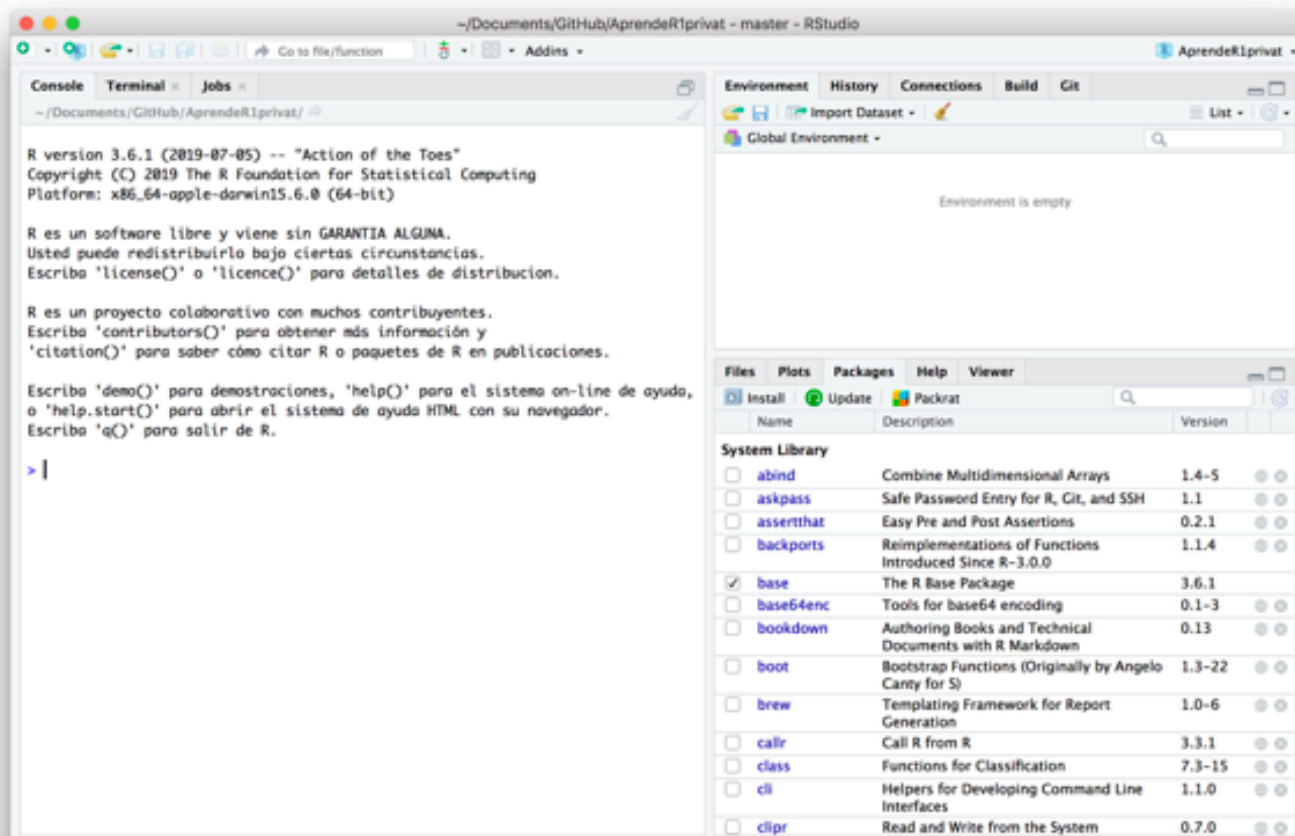 ~/Documents/GitHub/AprendeR1privat - master - RStudio
Go to file/function
Addins
AprendeR1privat
Console Terminal Jobs
~/Documents/GitHub/AprendeR1privat/
R version 3.6.1 (2019-07-05) -- "Action of the Toes"
Copyright (C) 2019 The R Foundation for Statistical Computing
Platform: x86_64-apple-darwin15.6.0 (64-bit)
R es un software libre y viene sin GARANTIA ALGUNA.
Usted puede redistribuirlo bajo ciertas circunstancias.
Escriba 'license()' o 'licence()' para detalles de distribucion.
R es un proyecto colaborativo con muchos contribuyentes.
Escriba 'contributors()' para obtener más información y
'citation()' para saber cómo citar R o paquetes de R en publicaciones.
Escriba 'demo()' para demostraciones, 'help()' para el sistema on-line de ayuda,
o 'help.start()' para abrir el sistema de ayuda HTML con su navegador.
Escriba 'q()' para salir de R.
>
Environment History Connections Build Git
Import Dataset
List
Global Environment
Environment is empty
Files Plots Packages Help Viewer
Install Update Packrat
Name Description Version
System Library
abind Combine Multidimensional Arrays 1.4-5
askpass Safe Password Entry for R, Git, and SSH 1.1
assertthat Easy Pre and Post Assertions 0.2.1
backports Reimplementations of Functions 1.1.4
Introduced Since R-3.0.0
base The R Base Package 3.6.1
base64enc Tools for base64 encoding 0.1-3
bookdown Authoring Books and Technical 0.13
Documents with R Markdown
boot Bootstrap Functions (Originally by Angelo 1.3-22
Canty for S)
brew Templating Framework for Report 1.0-6
Generation
callr Call R from R 3.3.1
class Functions for Classification 7.3-15
cli Helpers for Developing Command Line 1.1.0
Interfaces
clipr Read and Write from the System 0.7.0